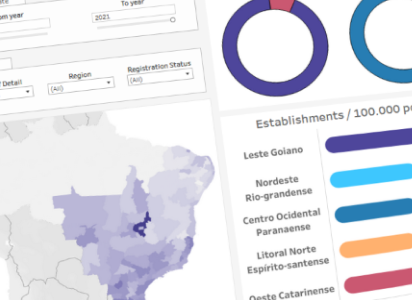 To year
om year
2021
Detail
Region
Registration Status
(All)
(All)
Establishments / 100.000 p
Leste Goiano
Nordeste
Rio-grandense
Centro Ocidental
Paranaense
Litoral Norte
Espírito-santense
Oeste Catarinense